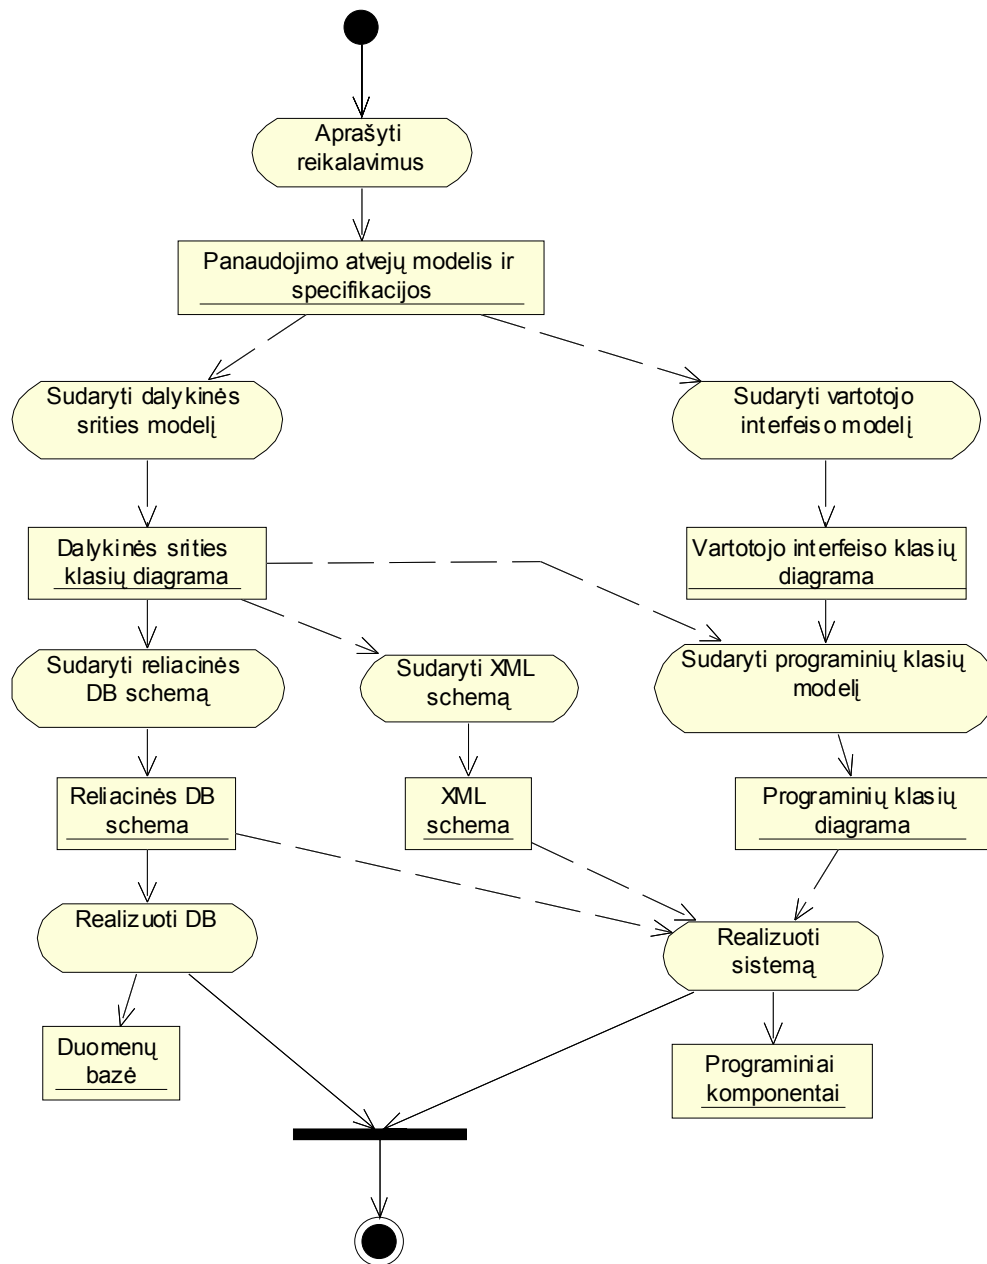 Aprašyti
reikalavimus
Panaudojimo atvejų modelis ir
specifikacijos
Sudaryti dalykinės
srities modelį
Sudaryti vartotojo
interfeiso modelį
Dalykinės srities
klasių diagrama
Vartotojo interfeiso klasių
diagrama
Sudaryti reliacinės
DB schemą
Sudaryti XML
schemą
Sudaryti programinių klasių
modelį
Reliacinės DB
schema
XML
schema
Programinių klasių
diagrama
Realizuoti DB
Realizuoti
sistemą
Duomenų
bazė
Programiniai
komponentai